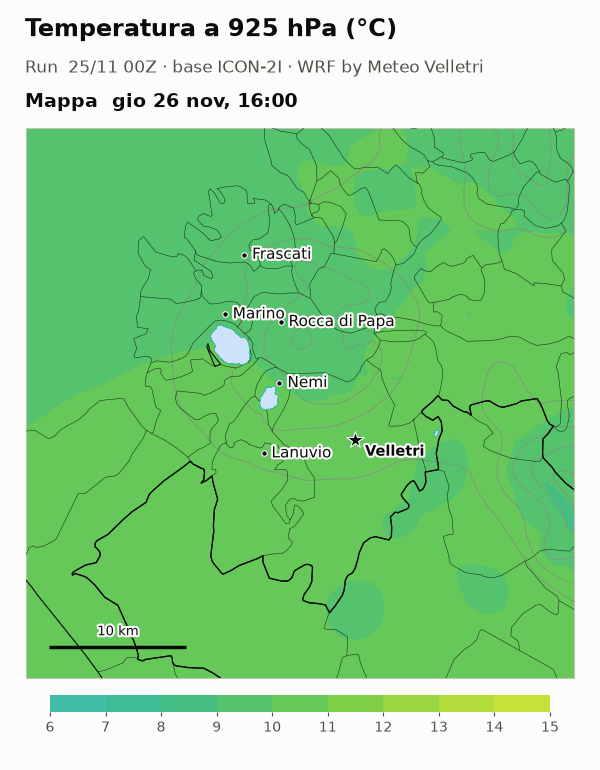 Temperatura a 925 hPa (°C)
Run  25/11 00Z · base ICON-2I · WRF by Meteo Velletri
Mappa  gio 26 nov, 16:00
Frascati
Marino
Rocca di Papa
Nemi
Velletri
Lanuvio
10 km
6 7 8 9 10 11 12 13 14 15